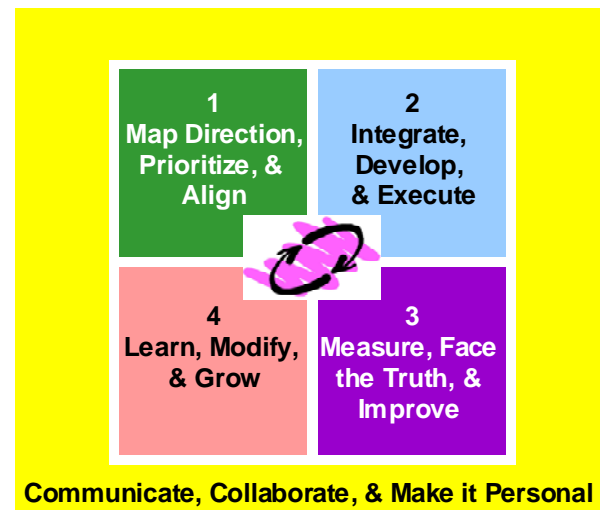 1
Map Direction,
Prioritize, &
Align
2
Integrate,
Develop,
& Execute
4
Learn, Modify,
& Grow
3
Measure, Face
the Truth, &
Improve
Communicate, Collaborate, & Make it Personal